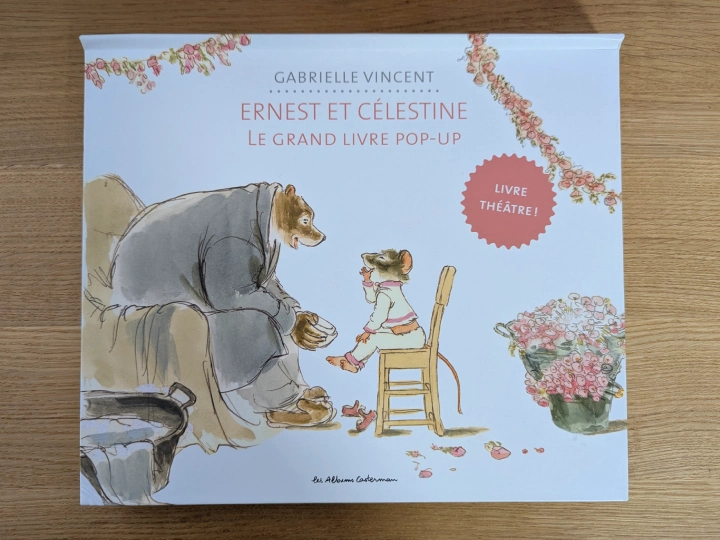 GABRIELLE VINCENT
ERNEST ET CÉLESTINE
LE GRAND LIVRE POP-UP
LIVRE
THÉÂTRE !
les Albums Casterman